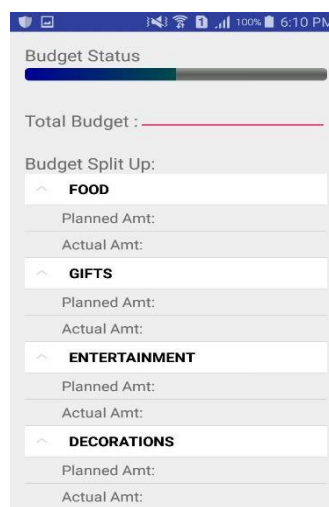 1 100% 6:10 PM
Budget Status
Total Budget :
Budget Split Up:
FOOD
Planned Amt:
Actual Amt:
GIFTS
Planned Amt:
Actual Amt:
ENTERTAINMENT
Planned Amt:
Actual Amt:
DECORATIONS
Planned Amt:
Actual Amt: